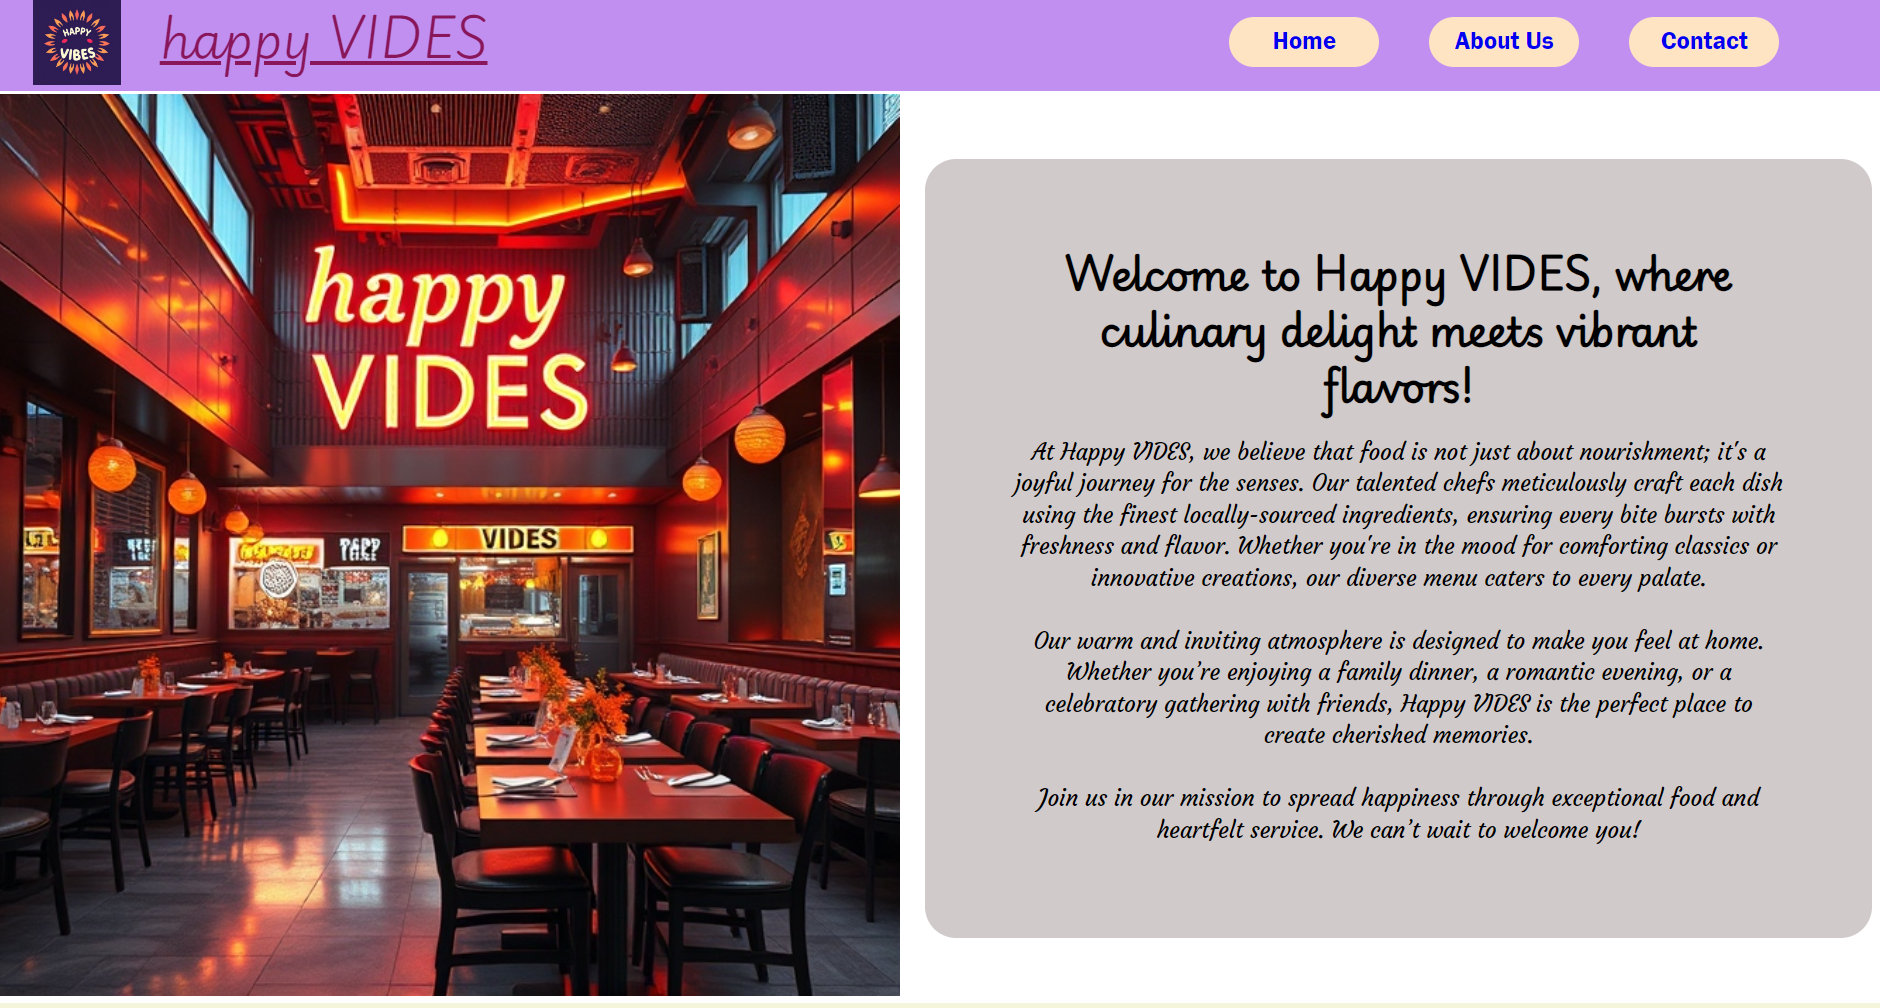 HAPPY
VIBES
happy VIDES
Home
About Us
Contact
happy
VIDES
VIDES
Welcome to Happy VIDES, where
culinary delight meets vibrant
flavors!
At Happy VIDES, we believe that food is not just about nourishment; it's a
joyful journey for the senses. Our talented chefs meticulously craft each dish
using the finest locally-sourced ingredients, ensuring every bite bursts with
freshness and flavor. Whether you're in the mood for comforting classics or
innovative creations, our diverse menu caters to every palate.
Our warm and inviting atmosphere is designed to make you feel at home.
Whether you’re enjoying a family dinner, a romantic evening, or a
celebratory gathering with friends, Happy VIDES is the perfect place to
create cherished memories.
Join us in our mission to spread happiness through exceptional food and
heartfelt service. We can’t wait to welcome you!